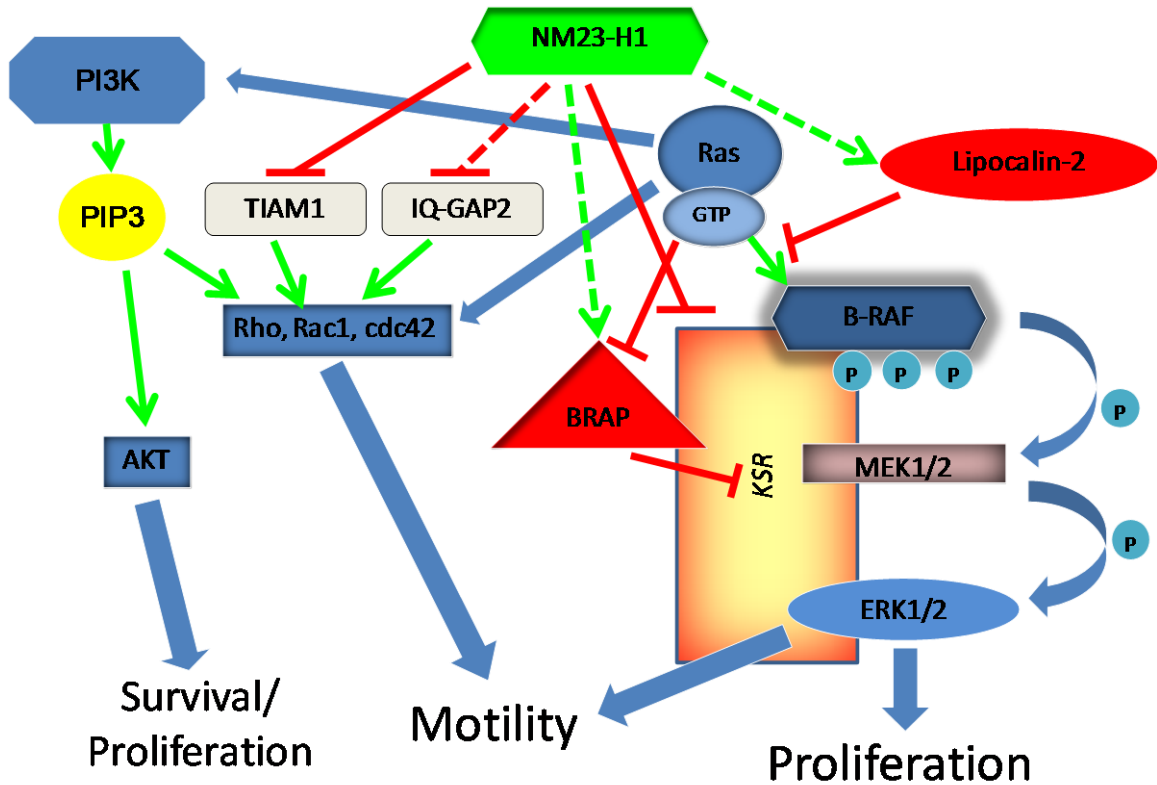 NM23-H1
PI3K
Ras
Lipocalin-2
PIP3
TIAM1
IQ-GAP2
GTP
Rho, Rac1, cdc42
B-RAF
P
P
P
P
BRAP
AKT
KSR
MEK1/2
P
ERK1/2
Survival/
Proliferation
Motility
Proliferation